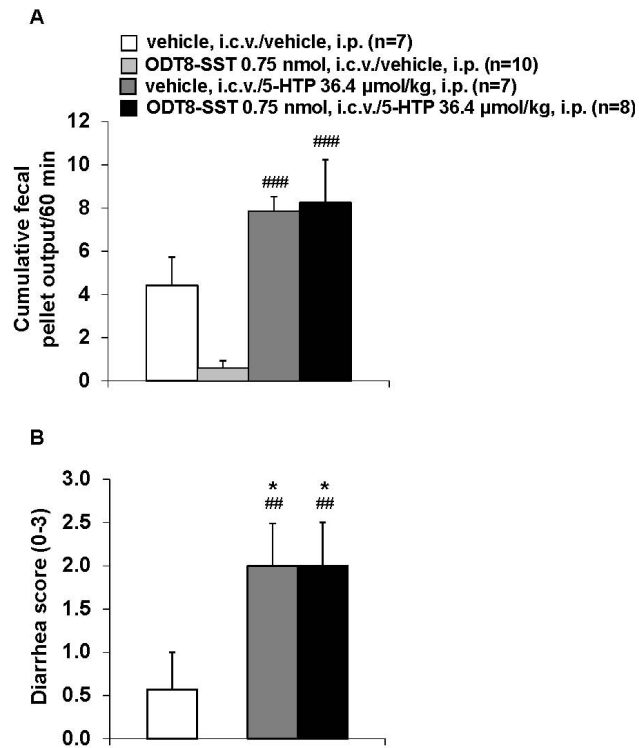 A
vehicle, i.c.v./vehicle, i.p. (n=7)
ODT8-SST 0.75 nmol, i.c.v./vehicle, i.p. (n=10)
vehicle, i.c.v./5-HTP 36.4 µmol/kg, i.p. (n=7)
ODT8-SST 0.75 nmol, i.c.v./5-HTP 36.4 µmol/kg, i.p. (n=8)
Cumulative fecal
pellet output/60 min
12
10
8
6
4
2
0
###
###
B
Diarrhea score (0-3)
3.0
2.5
2.0
1.5
1.0
0.5
0.0
* *
## ##